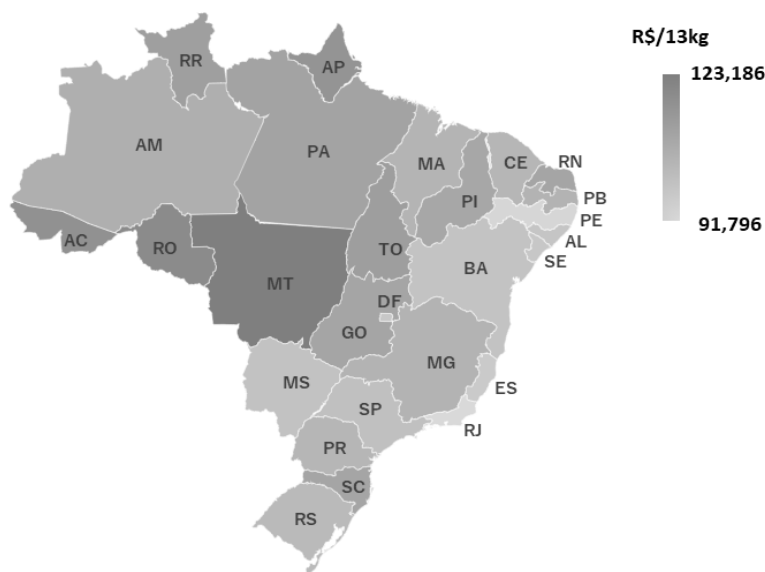 R$/13kg
123,186
91,796
RR
AP
AM
PA
MA
CE
RN
PI
PB
PE
AL
SE
AC
RO
TO
BA
MT
DF
GO
MG
MS
ES
SP
RJ
PR
SC
RS